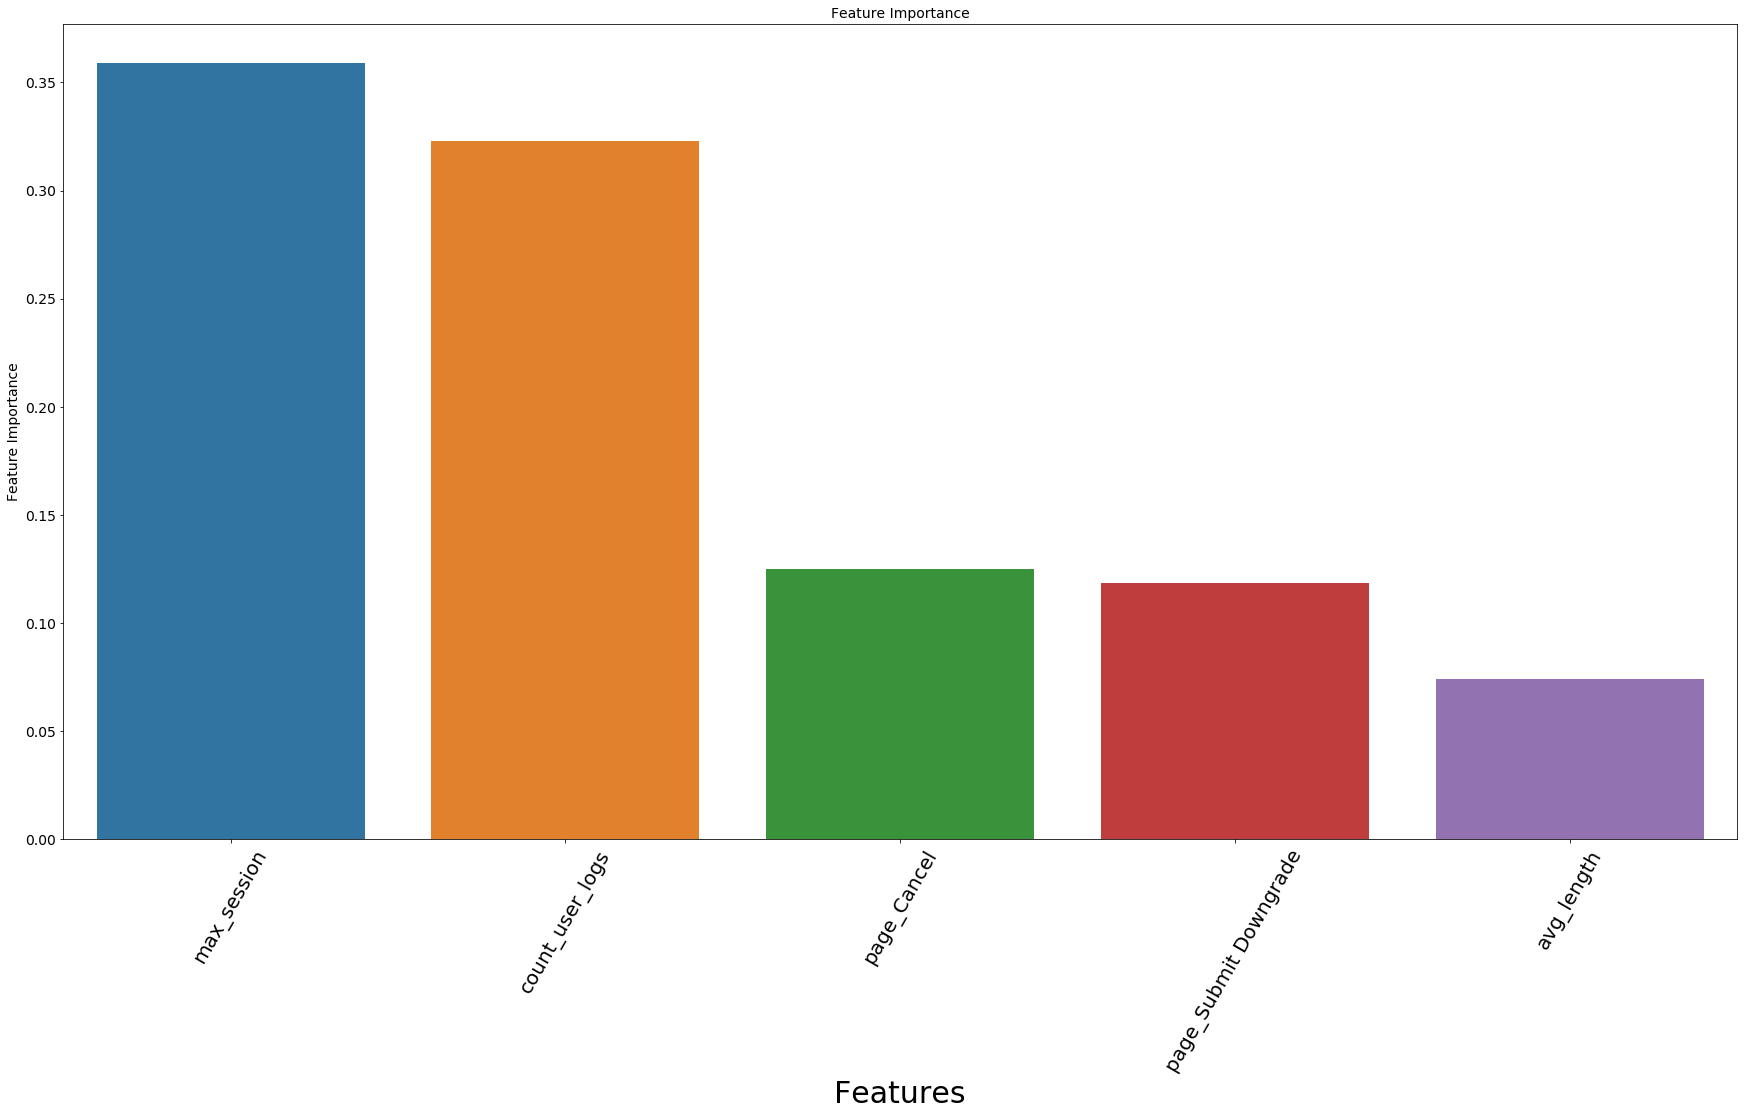 Feature Importance
Feature Importance
0.35
0.30
0.25
0.20
0.15
0.10
0.05
0.00
max_session
count_user_logs
page_Cancel
page_Submit Downgrade
avg_length
Features